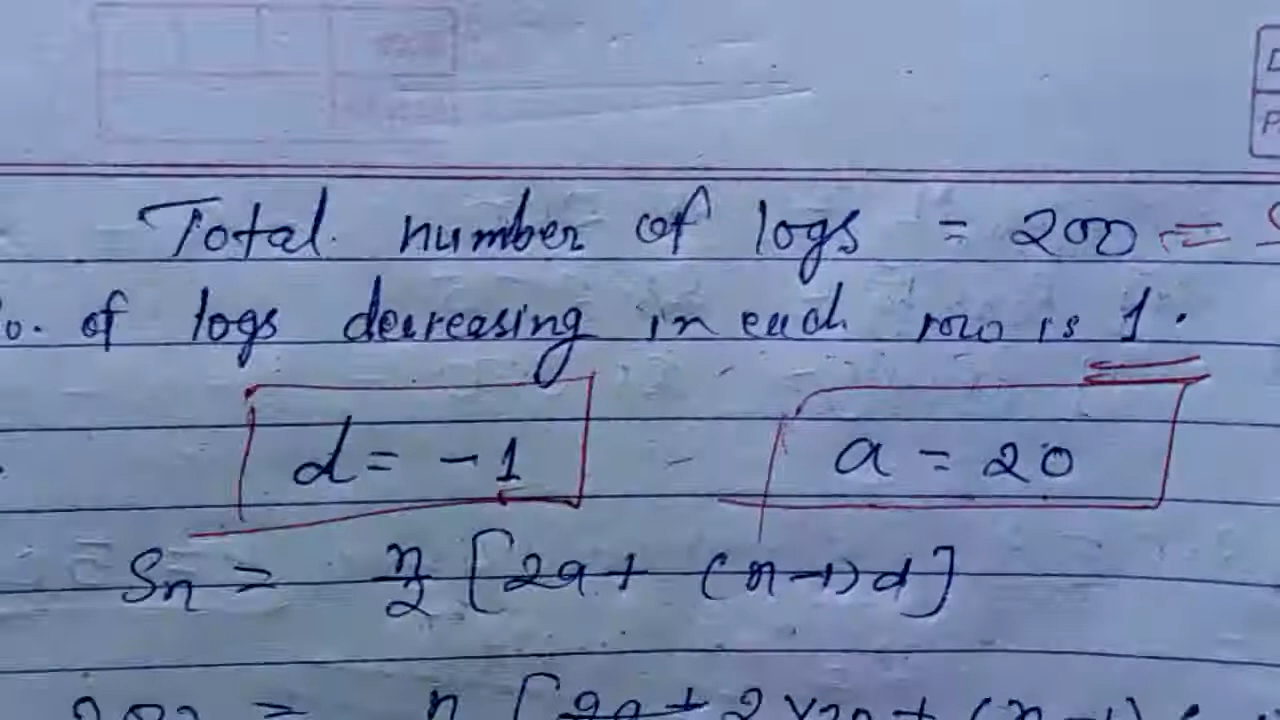 D
P
Total number of logs = 200 =
of logs decreasing in each row is 1.
d = -1 a = 20
Sn = n/2 [2a + (n-1)d]